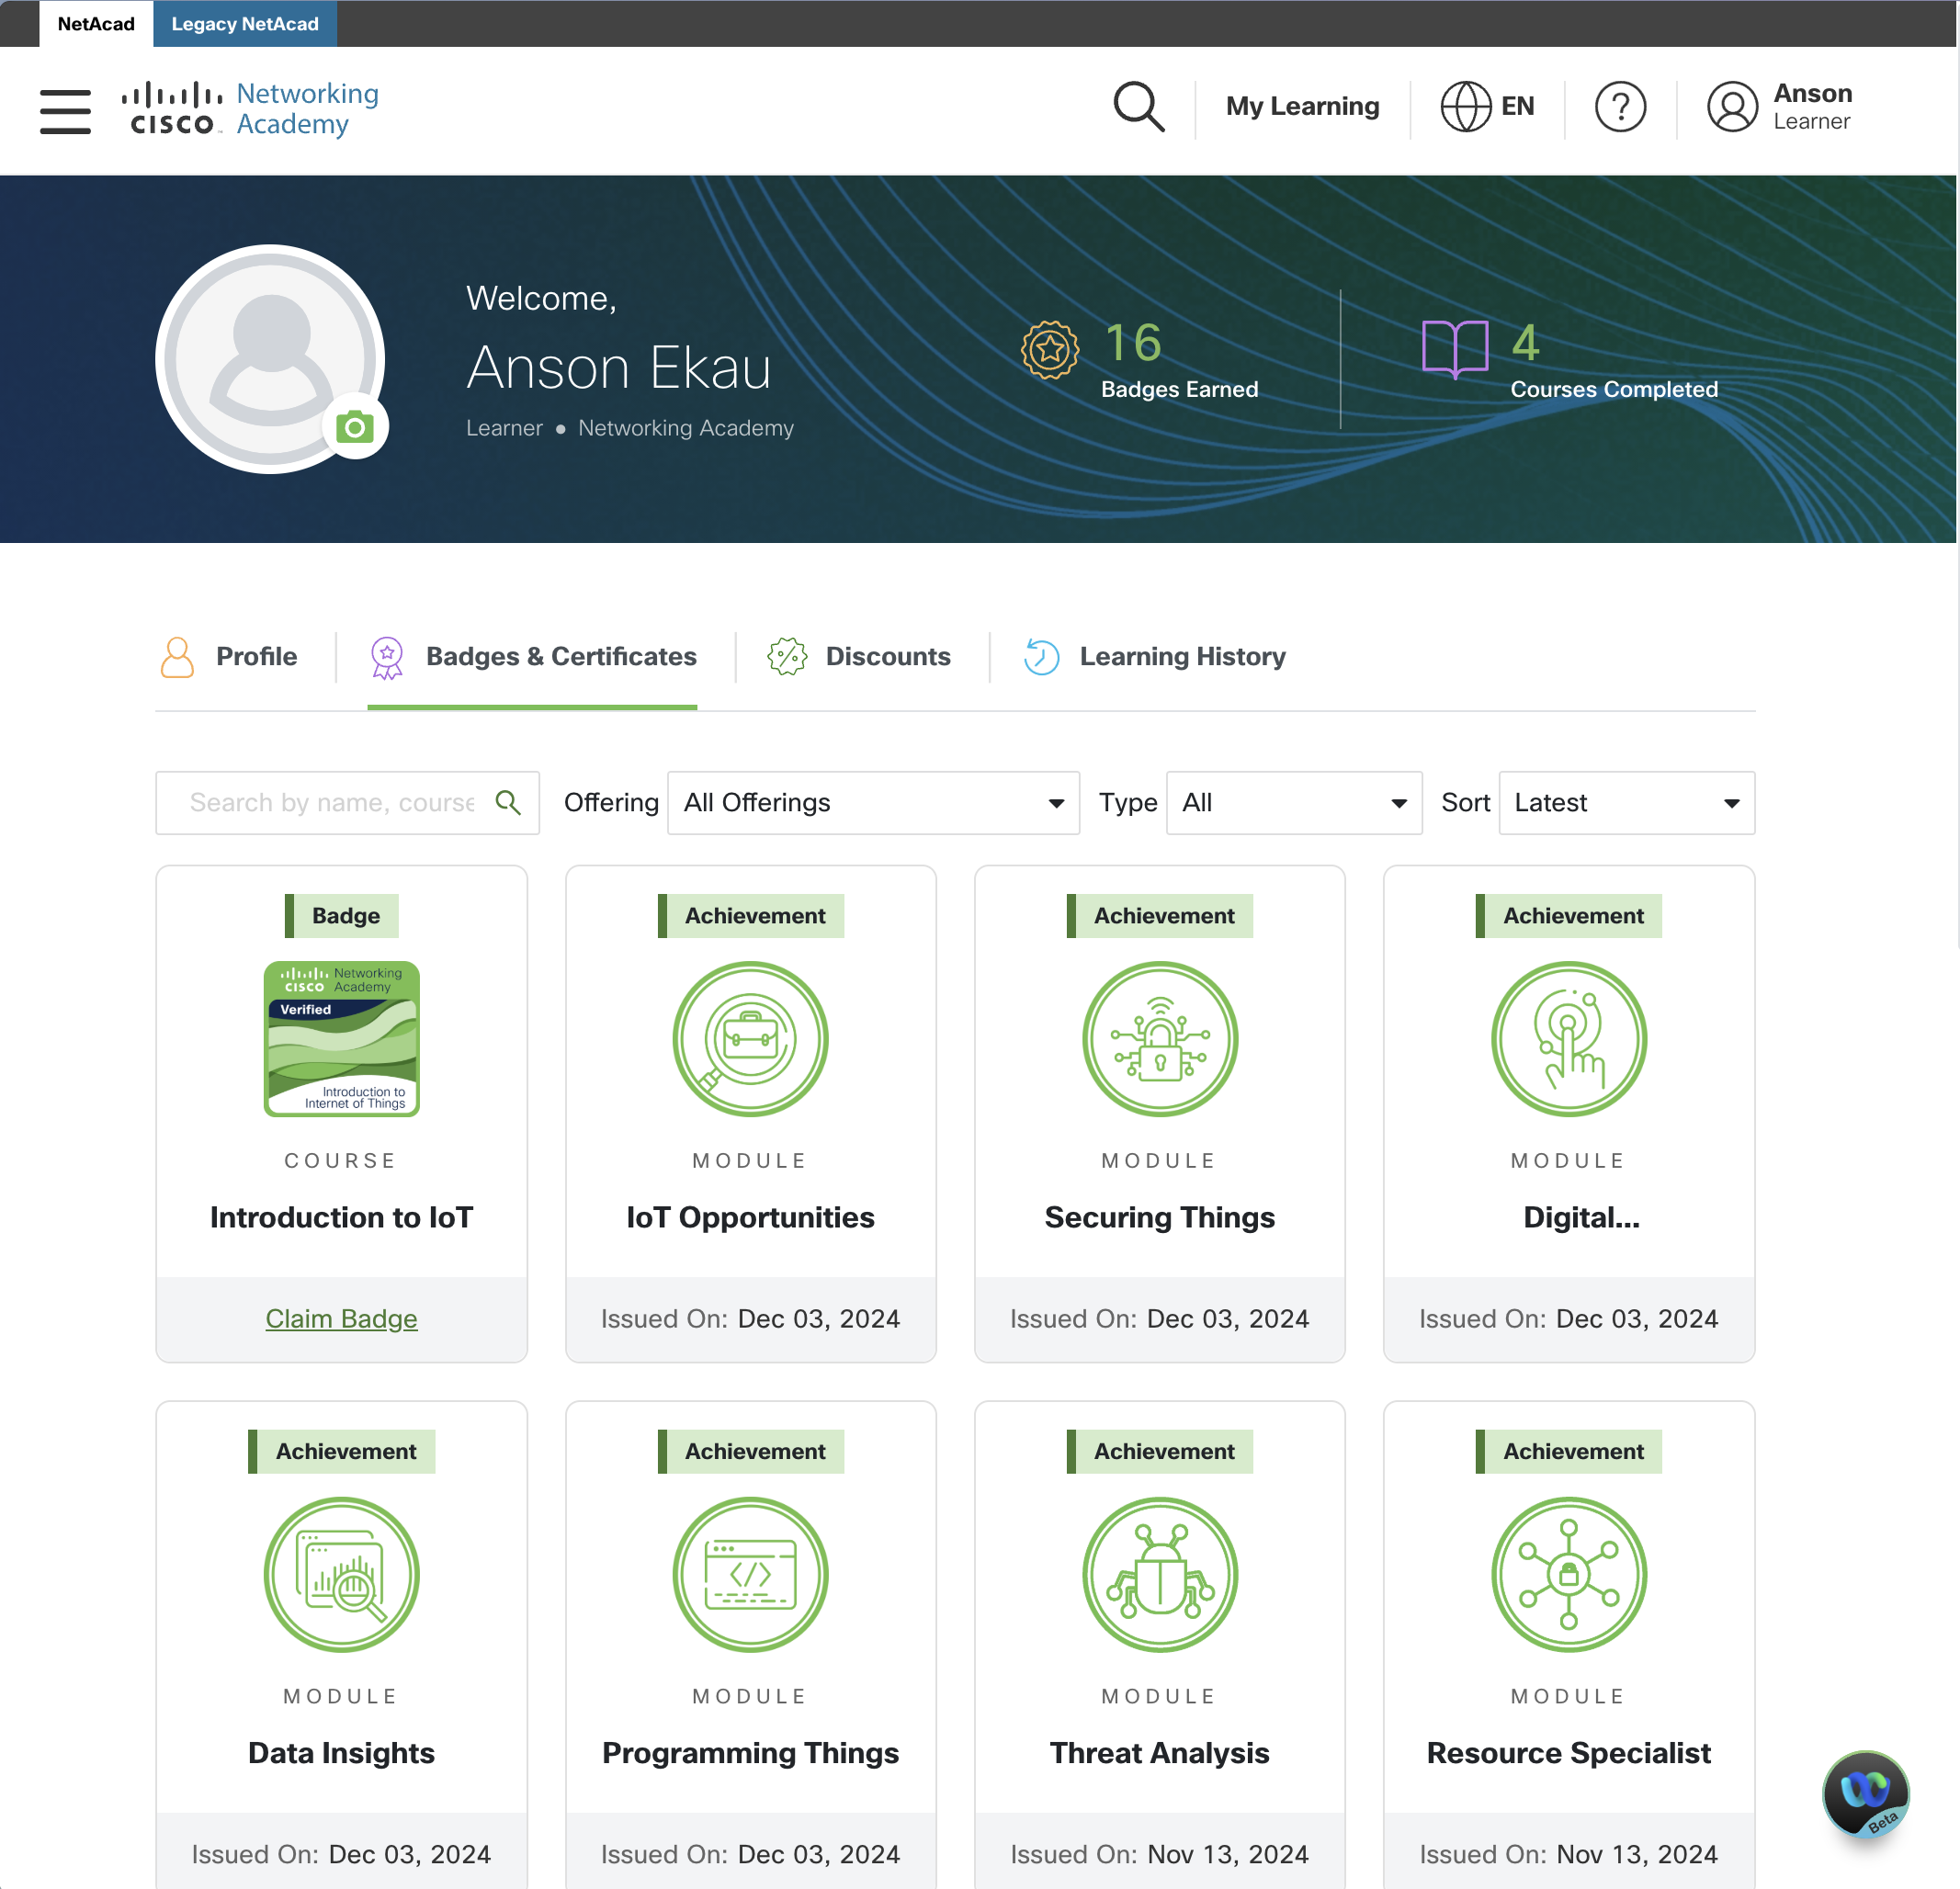 NetAcad
Legacy NetAcad
CISCO
Networking
Academy
My Learning
EN
?
Anson
Learner
Welcome,
Anson Ekau
Learner ● Networking Academy
16
Badges Earned
4
Courses Completed
Profile
Badges & Certificates
Discounts
Learning History
Search by name, course
Offering
All Offerings
Type
All
Sort
Latest
Badge
CISCO
Networking
Academy
Verified
Introduction to
Internet of Things
COURSE
Introduction to IoT
Claim Badge
Achievement
MODULE
IoT Opportunities
Issued On: Dec 03, 2024
Achievement
MODULE
Securing Things
Issued On: Dec 03, 2024
Achievement
MODULE
Digital...
Issued On: Dec 03, 2024
Achievement
MODULE
Data Insights
Issued On: Dec 03, 2024
Achievement
</>
MODULE
Programming Things
Issued On: Dec 03, 2024
Achievement
MODULE
Threat Analysis
Issued On: Nov 13, 2024
Achievement
MODULE
Resource Specialist
Issued On: Nov 13, 2024
Beta